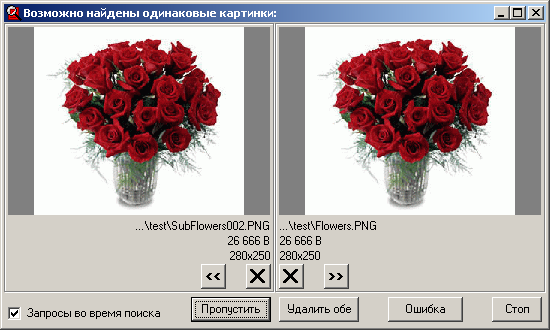 Возможно найдены одинаковые картинки:
...\test\SubFlowers002.PNG
26 666 B
280x250
...\test\Flowers.PNG
26 666 B
280x250
<<
>>
Запросы во время поиска
Пропустить
Удалить обе
Ошибка
Стоп